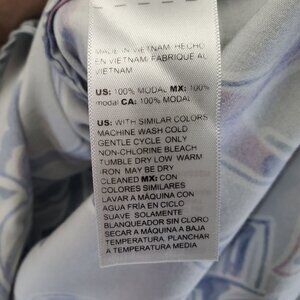 MADE IN VIETNAM/ HECHO
EN VIETNAM/ FABRIQUE AU
VIETNAM
US: 100% MODAL MX: 100%
modal CA: 100% MODAL
US: WITH SIMILAR COLORS
MACHINE WASH COLD
GENTLE CYCLE ONLY
NON-CHLORINE BLEACH
TUMBLE DRY LOW WARM
IRON MAY BE DRY
CLEANED MX: CON
COLORES SIMILARES
LAVAR A MÁQUINA CON
AGUA FRÍA EN CICLO
SUAVE SOLAMENTE
BLANQUEADOR SIN CLORO
SECAR A MÁQUINA A BAJA
TEMPERATURA PLANCHAR
A TEMPERATURA MEDIA